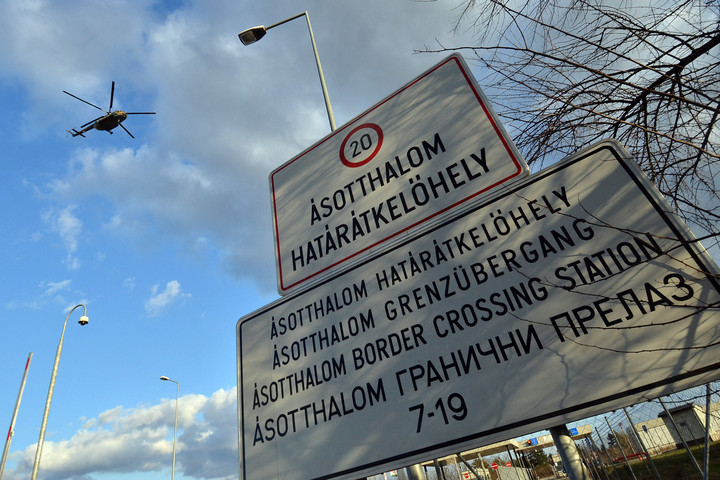 20
ÁSOTTHALOM
HATÁRÁTKELŐHELY
ÁSOTTHALOM HATÁRÁTKELŐHELY
ÁSOTTHALOM GRENZÜBERGANG
ÁSOTTHALOM BORDER CROSSING STATION
ÁSOTTHALOM ГРАНИЧНИ ПРЕЛАЗ
7-19